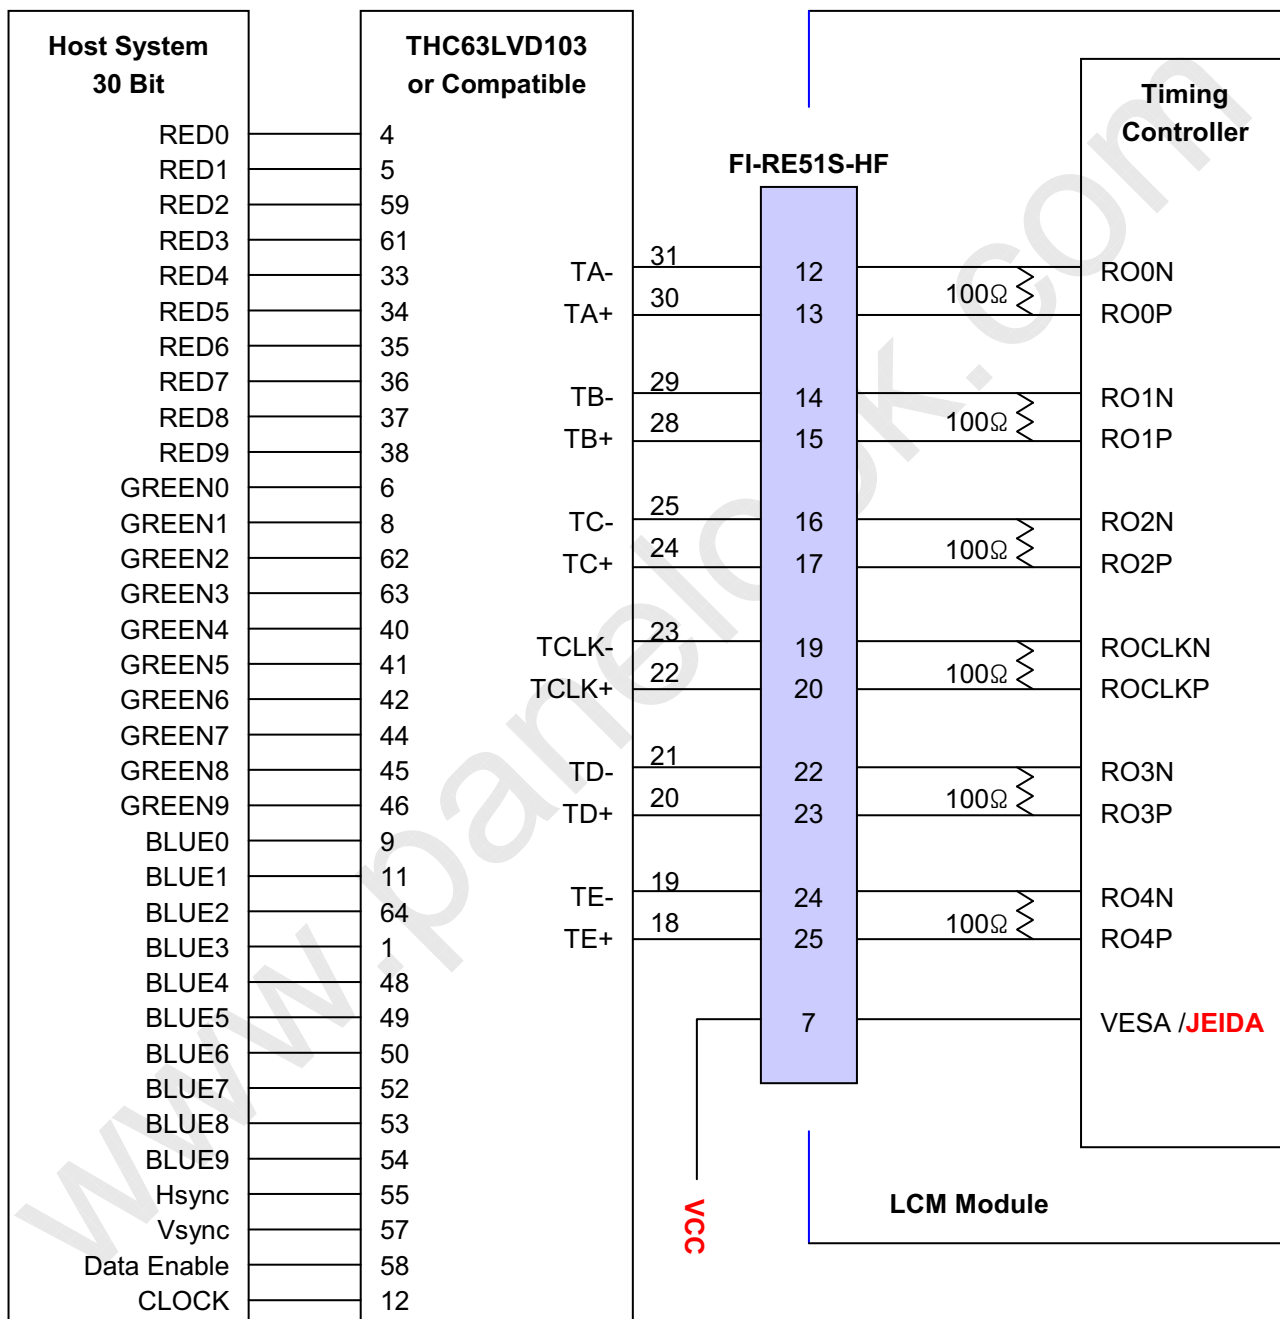 Host System
30 Bit
THC63LVD103
or Compatible
Timing
Controller
FI-RE51S-HF
RED0 4
RED1 5
RED2 59
RED3 61
RED4 33
RED5 34
RED6 35
RED7 36
RED8 37
RED9 38
GREEN0 6
GREEN1 8
GREEN2 62
GREEN3 63
GREEN4 40
GREEN5 41
GREEN6 42
GREEN7 44
GREEN8 45
GREEN9 46
BLUE0 9
BLUE1 11
BLUE2 64
BLUE3 1
BLUE4 48
BLUE5 49
BLUE6 50
BLUE7 52
BLUE8 53
BLUE9 54
Hsync 55
Vsync 57
Data Enable 58
CLOCK 12
TA- 31 12 RO0N
100Ω
TA+ 30 13 RO0P
TB- 29 14 RO1N
100Ω
TB+ 28 15 RO1P
TC- 25 16 RO2N
100Ω
TC+ 24 17 RO2P
TCLK- 23 19 ROCLKN
100Ω
TCLK+ 22 20 ROCLKP
TD- 21 22 RO3N
100Ω
TD+ 20 23 RO3P
TE- 19 24 RO4N
100Ω
TE+ 18 25 RO4P
7 VESA /JEIDA
VCC
LCM Module
www.panelook.com